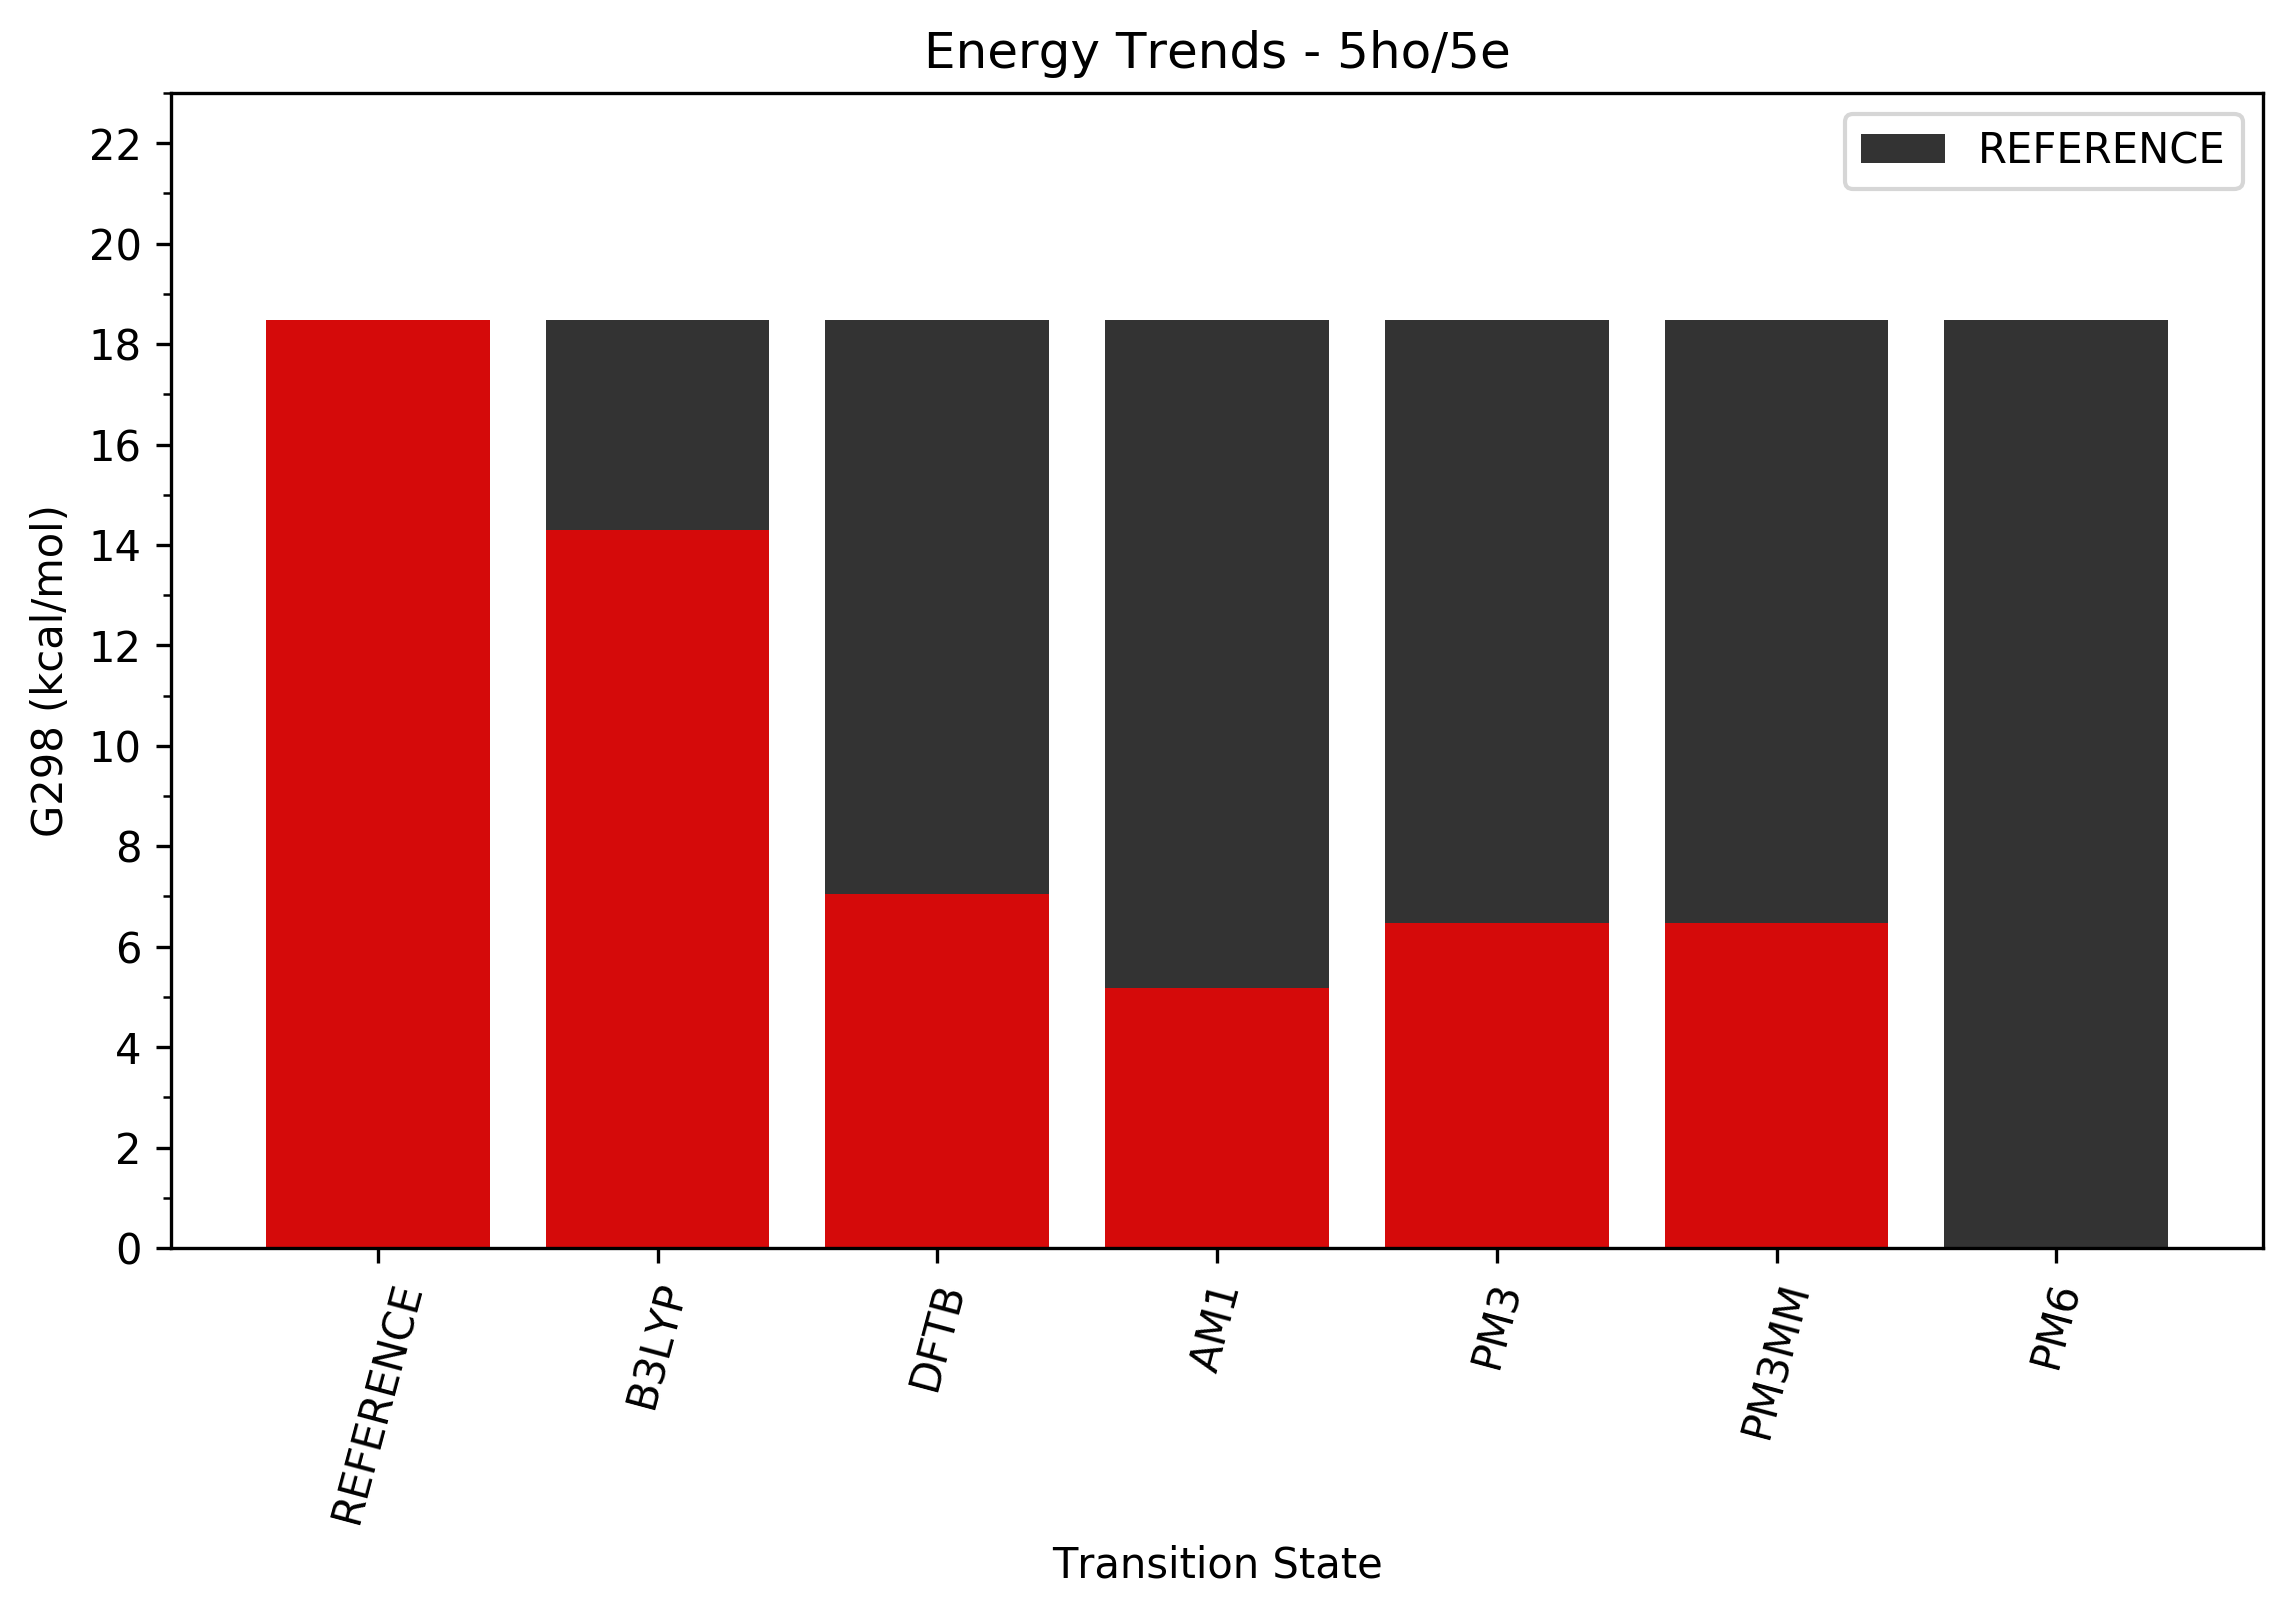 Energy Trends - 5ho/5e
REFERENCE
G298 (kcal/mol)
22
20
18
16
14
12
10
8
6
4
2
0
REFERENCE
B3LYP
DFTB
AM1
PM3
PM3MM
PM6
Transition State